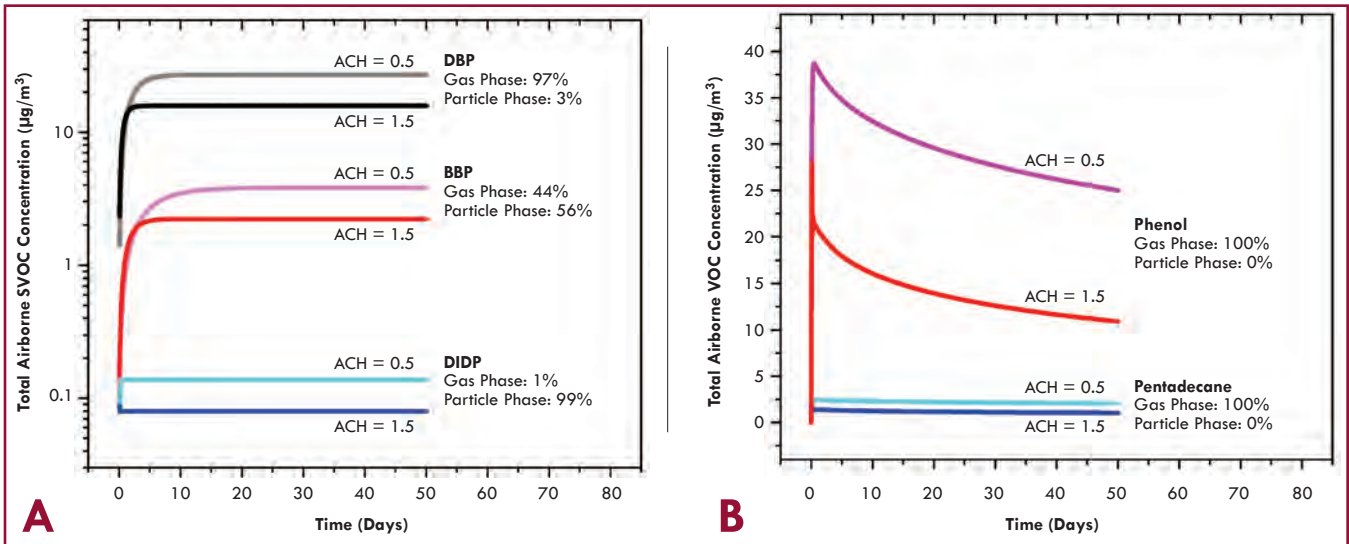 Total Airborne SVOC Concentration (µg/m³)
10
1
0.1
ACH = 0.5
DBP
Gas Phase: 97%
Particle Phase: 3%
ACH = 1.5
ACH = 0.5
BBP
Gas Phase: 44%
Particle Phase: 56%
ACH = 1.5
ACH = 0.5
DIDP
Gas Phase: 1%
Particle Phase: 99%
ACH = 1.5
0 10 20 30 40 50 60 70 80
Time (Days)
A
Total Airborne VOC Concentration (µg/m³)
40
35
30
25
20
15
10
5
0
ACH = 0.5
Phenol
Gas Phase: 100%
Particle Phase: 0%
ACH = 1.5
ACH = 0.5
Pentadecane
Gas Phase: 100%
Particle Phase: 0%
ACH = 1.5
0 10 20 30 40 50 60 70 80
Time (Days)
B